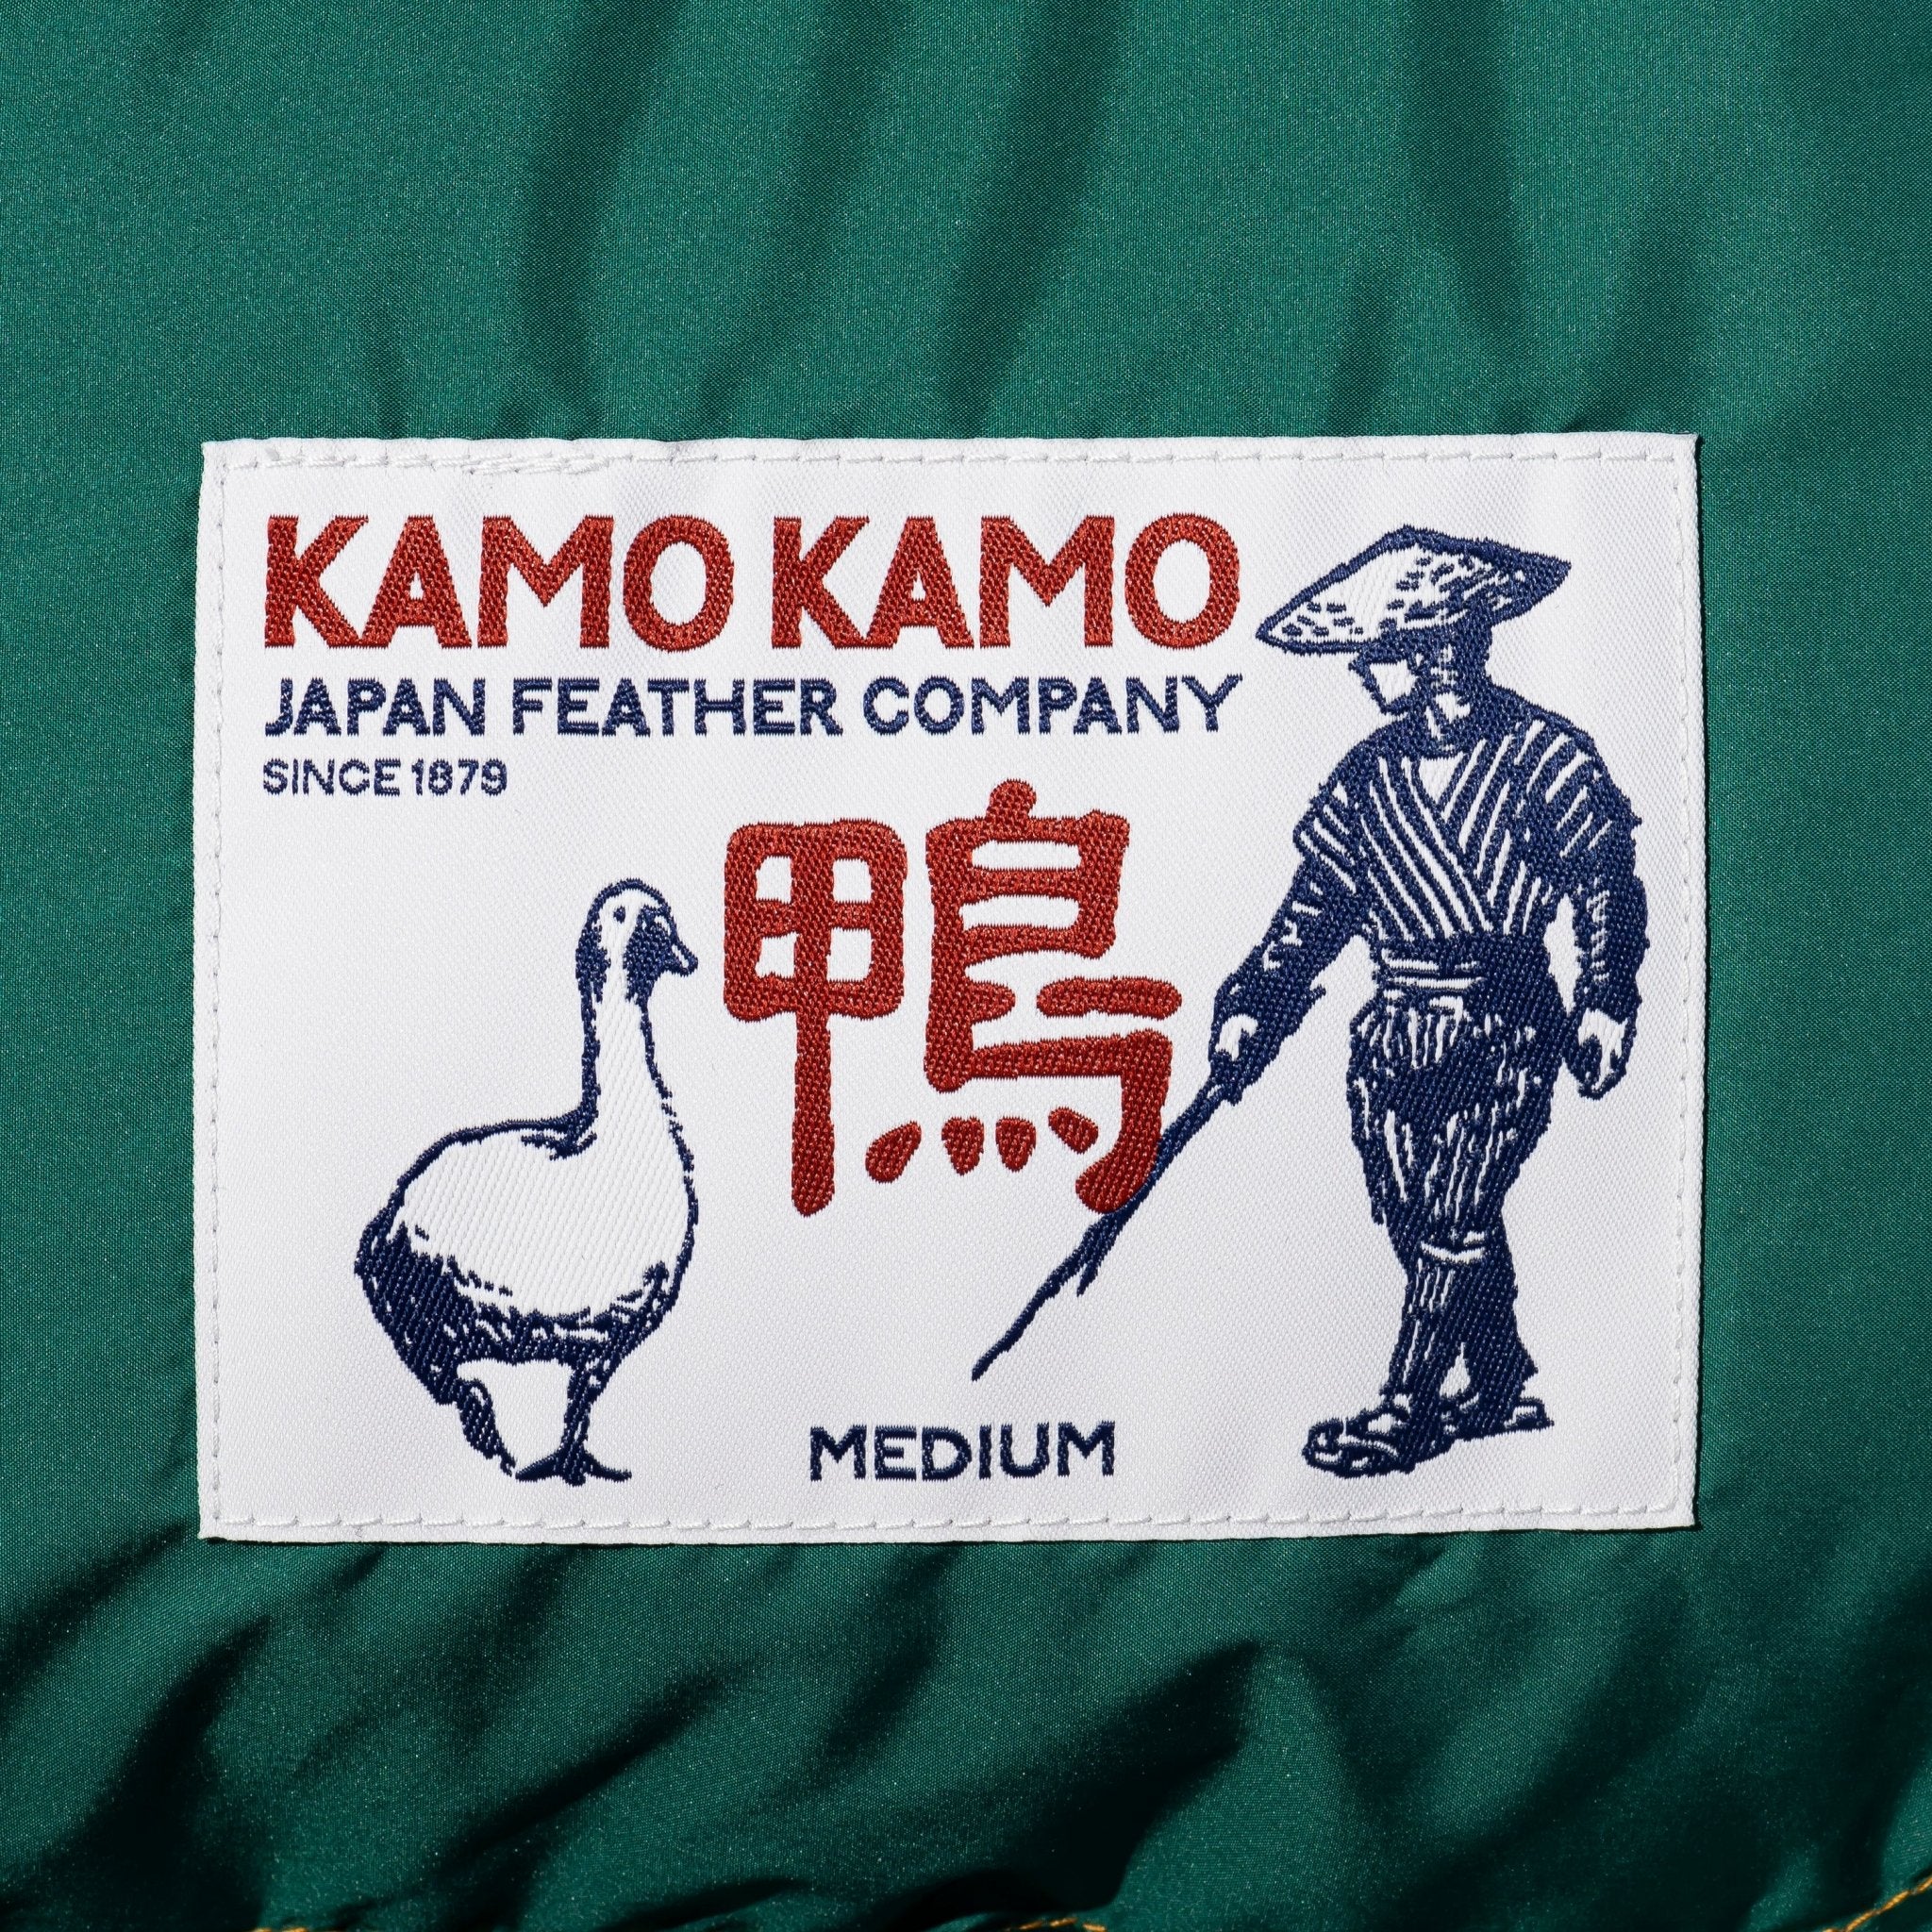 KAMO KAMO
JAPAN FEATHER COMPANY
SINCE 1879
鴨
MEDIUM